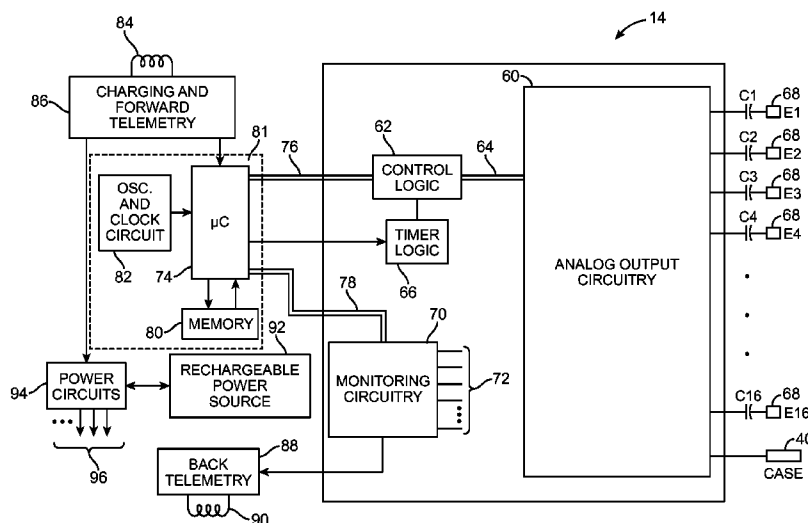 84
14
86
CHARGING AND
FORWARD
TELEMETRY
81
76
62
64
60
C1
68
E1
C2
68
E2
C3
68
E3
C4
68
E4
OSC.
AND
CLOCK
CIRCUIT
82
µC
74
CONTROL
LOGIC
TIMER
LOGIC
66
ANALOG OUTPUT
CIRCUITRY
80
MEMORY
78
70
72
MONITORING
CIRCUITRY
92
94
POWER
CIRCUITS
RECHARGEABLE
POWER
SOURCE
96
88
BACK
TELEMETRY
90
C16
68
E16
40
CASE